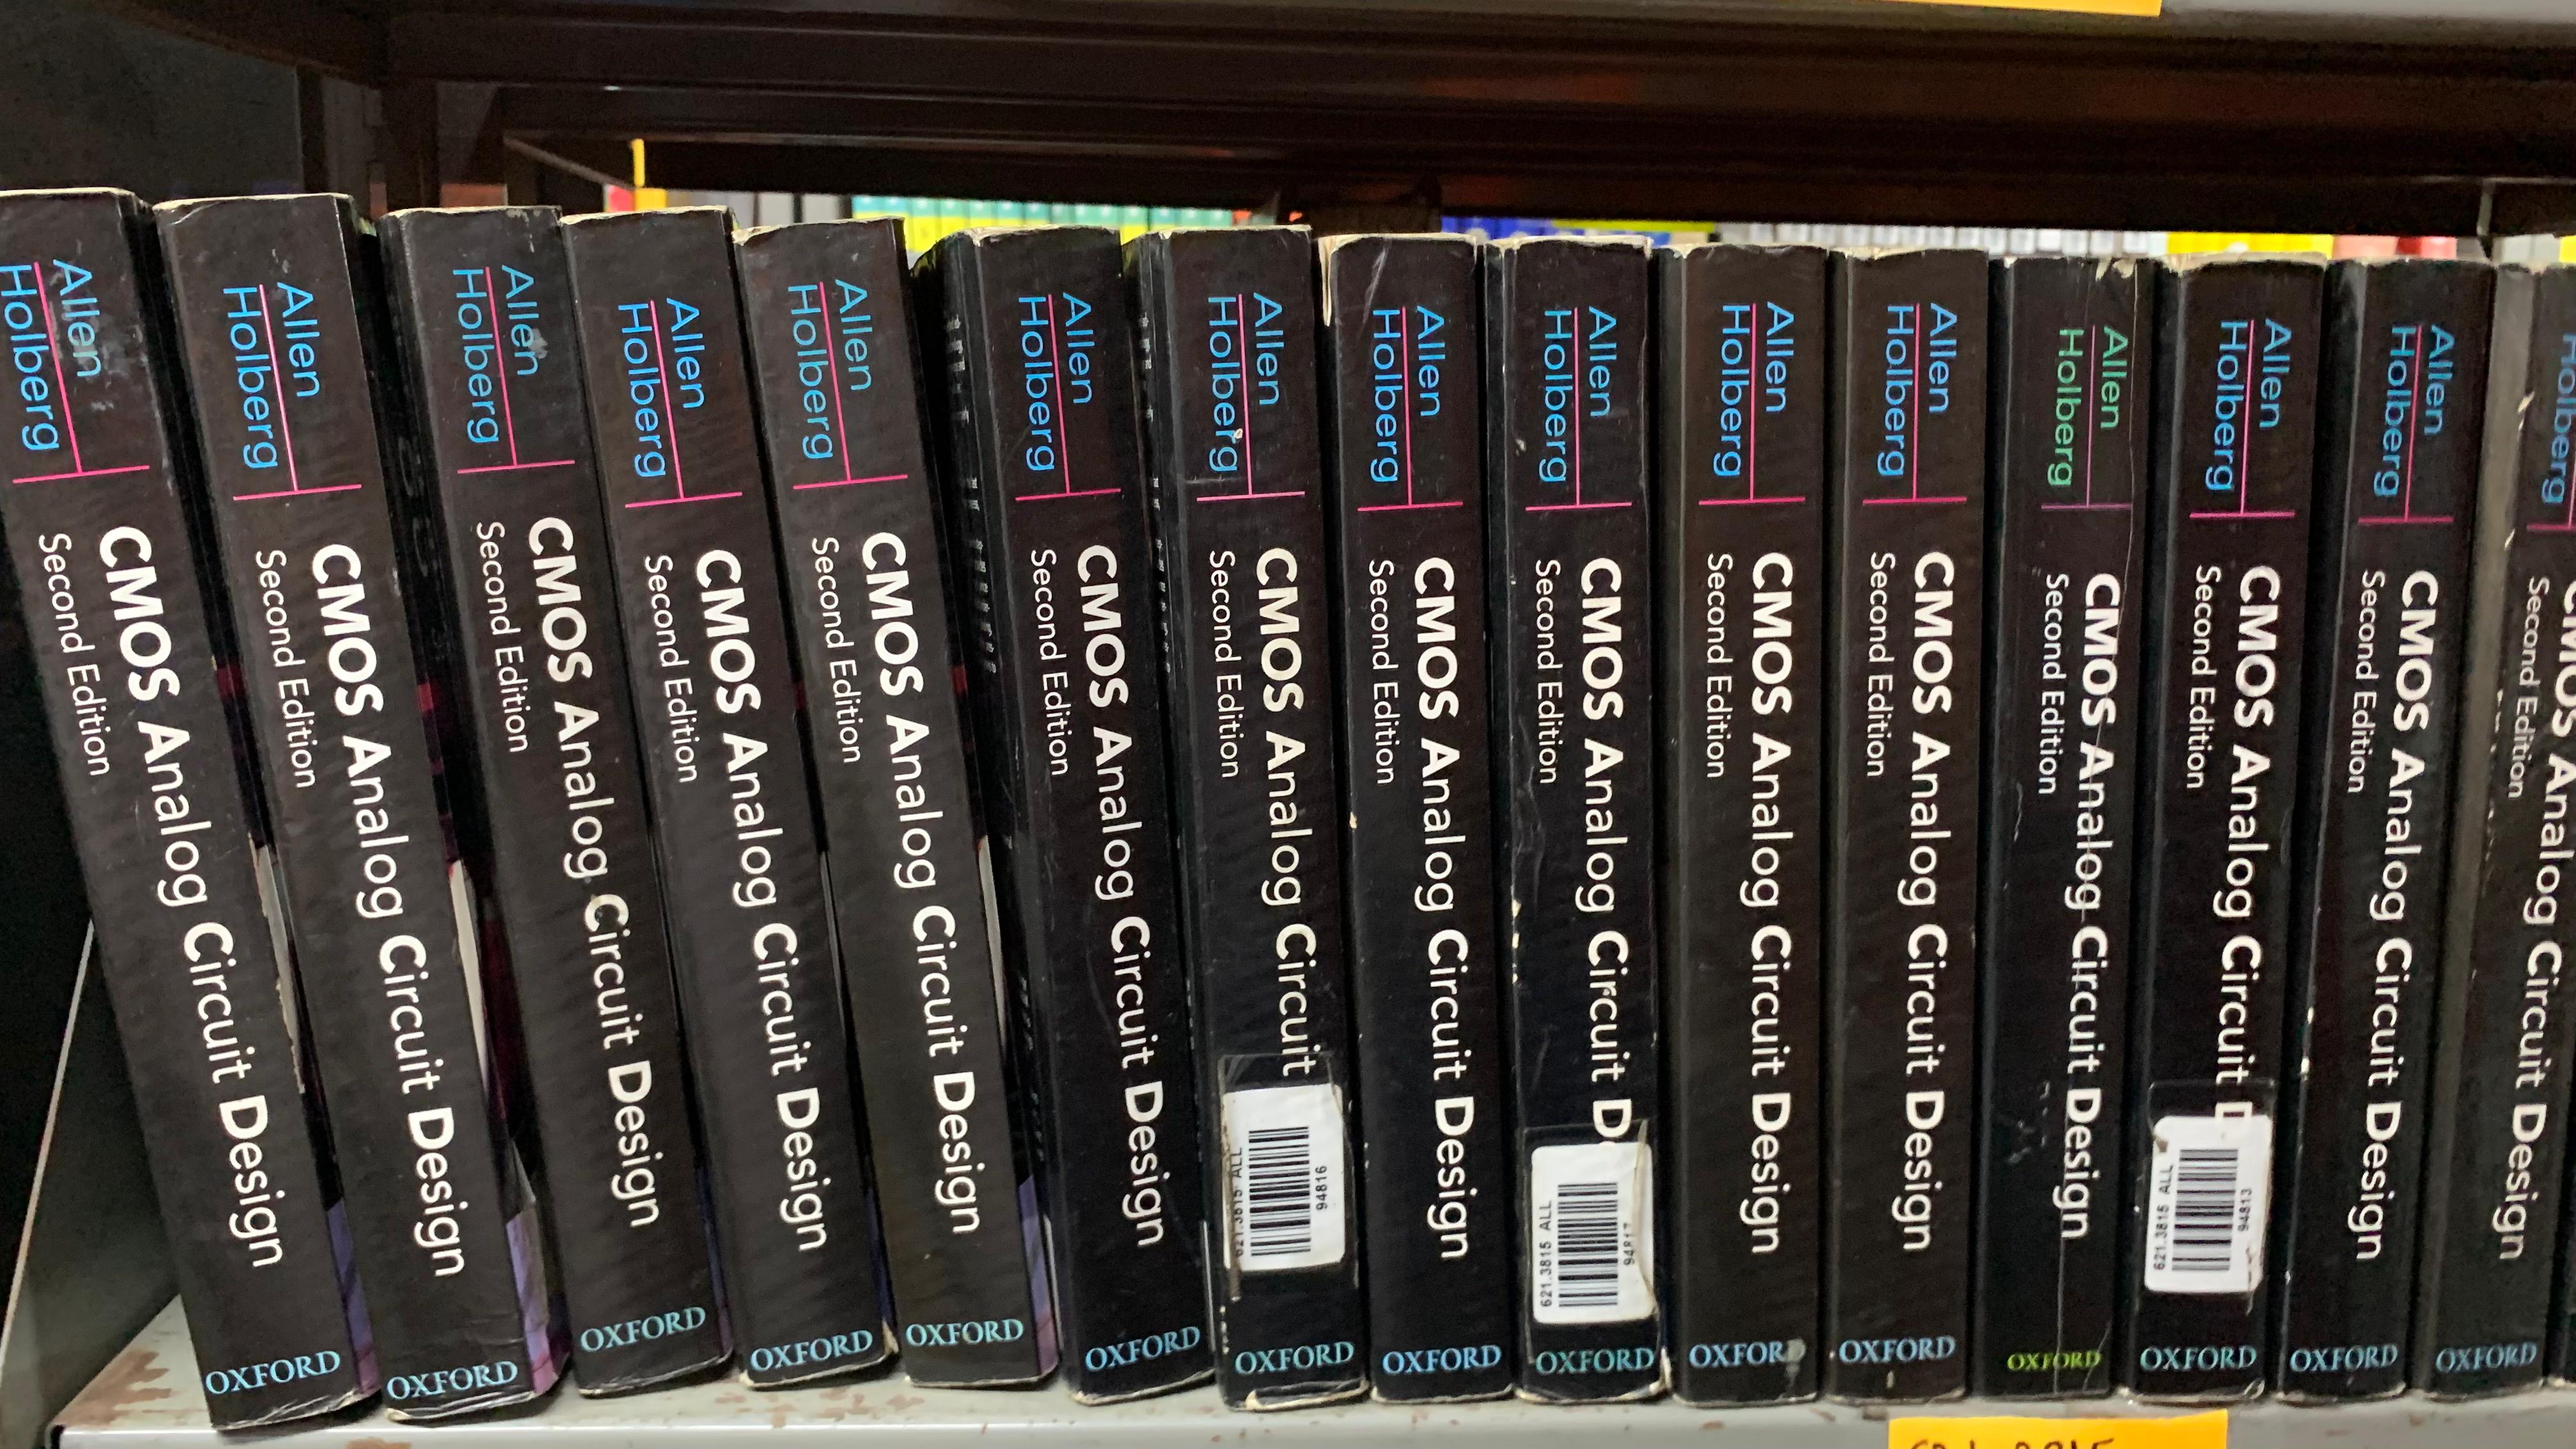 Allen
Holberg
CMOS Analog Circuit Design
Second Edition
OXFORD
Allen
Holberg
CMOS Analog Circuit Design
Second Edition
OXFORD
Allen
Holberg
CMOS Analog Circuit Design
Second Edition
OXFORD
Allen
Holberg
CMOS Analog Circuit Design
Second Edition
OXFORD
Allen
Holberg
CMOS Analog Circuit Design
Second Edition
OXFORD
Allen
Holberg
CMOS Analog Circuit Design
Second Edition
OXFORD
Allen
Holberg
CMOS Analog Circuit
Second Edition
94816
621.3815 ALL
OXFORD
Allen
Holberg
CMOS Analog Circuit Design
Second Edition
OXFORD
Allen
Holberg
CMOS Analog Circuit D
Second Edition
94817
621.3815 ALL
OXFORD
Allen
Holberg
CMOS Analog Circuit Design
Second Edition
OXFORD
Allen
Holberg
CMOS Analog Circuit Design
Second Edition
OXFORD
Allen
Holberg
CMOS Analog Circuit Design
Second Edition
OXFORD
Allen
Holberg
CMOS Analog Circuit D
Second Edition
94813
621.3815 ALL
OXFORD
Allen
Holberg
CMOS Analog Circuit Design
Second Edition
OXFORD
Holberg
CMOS Analog Circuit Design
Second Edition
OXFORD